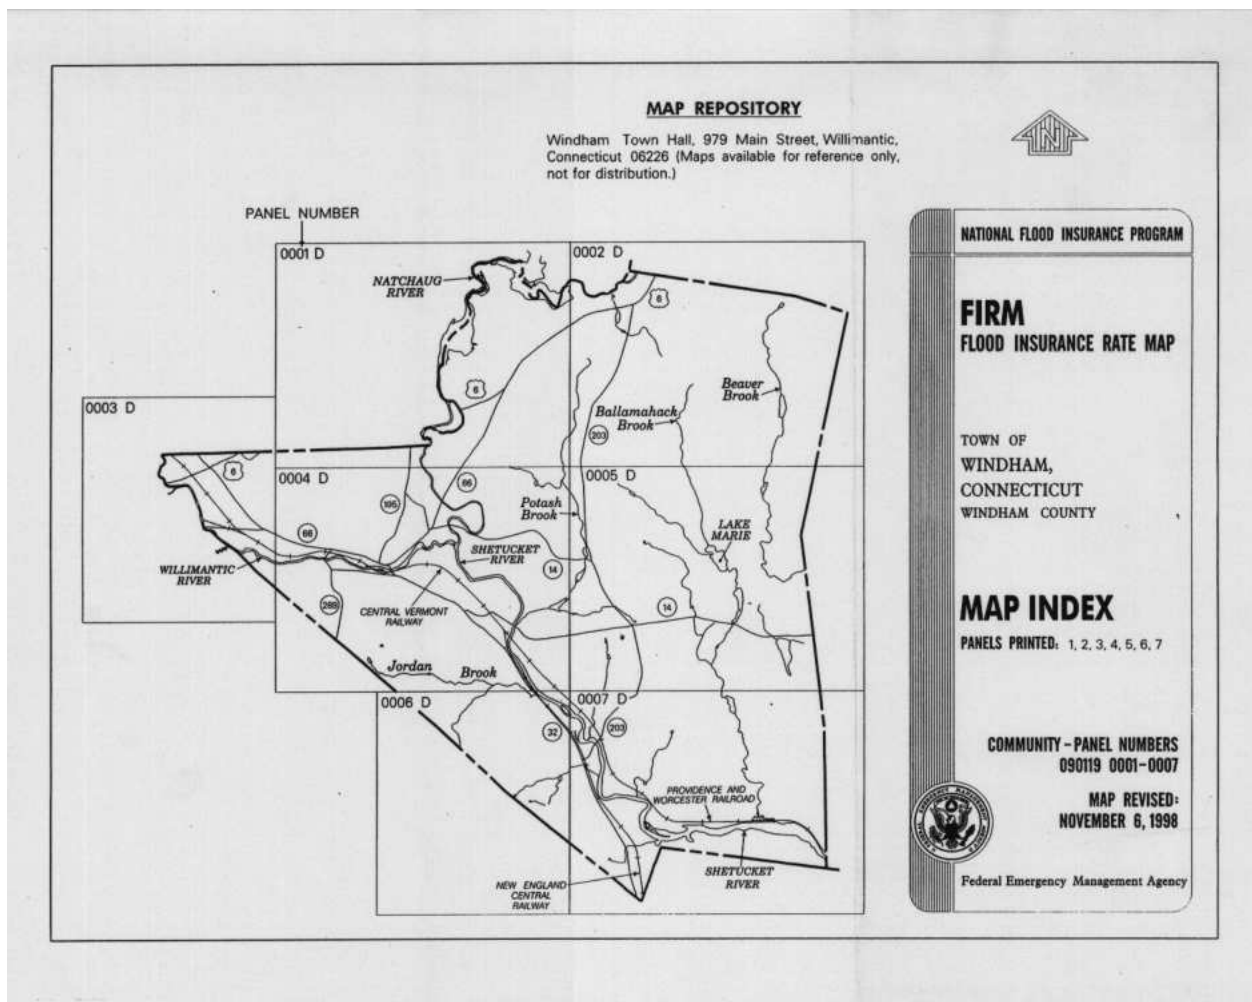 MAP REPOSITORY
Windham Town Hall, 979 Main Street, Willimantic,
Connecticut 06226 (Maps available for reference only,
not for distribution.)
PANEL NUMBER
0001 D
0002 D
NATCHAUG
RIVER
6
6
Beaver
Brook
Ballamahack
Brook
203
0003 D
6
0004 D
0005 D
195
66
Potash
Brook
LAKE
MARIE
66
SHETUCKET
RIVER
WILLIMANTIC
RIVER
14
14
289
CENTRAL VERMONT
RAILWAY
Jordan Brook
0006 D
0007 D
32
203
PROVIDENCE AND
WORCESTER RAILROAD
SHETUCKET
RIVER
NEW ENGLAND
CENTRAL
RAILWAY
NATIONAL FLOOD INSURANCE PROGRAM
FIRM
FLOOD INSURANCE RATE MAP
TOWN OF
WINDHAM,
CONNECTICUT
WINDHAM COUNTY
MAP INDEX
PANELS PRINTED: 1, 2, 3, 4, 5, 6, 7
COMMUNITY-PANEL NUMBERS
090119 0001-0007
MAP REVISED:
NOVEMBER 6, 1998
Federal Emergency Management Agency